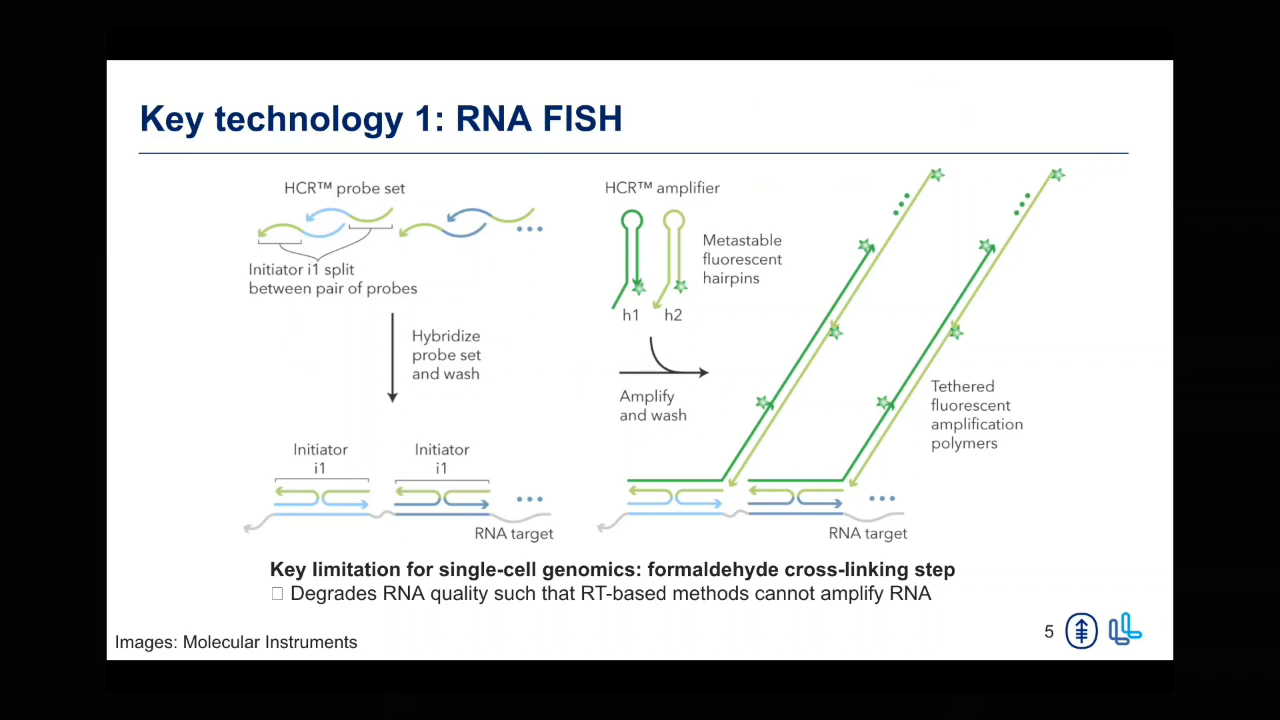 Key technology 1: RNA FISH
HCR™ probe set
Initiator i1 split
between pair of probes
Hybridize
probe set
and wash
Initiator
i1
Initiator
i1
RNA target
HCR™ amplifier
Metastable
fluorescent
hairpins
h1
h2
Amplify
and wash
Tethered
fluorescent
amplification
polymers
RNA target
Key limitation for single-cell genomics: formaldehyde cross-linking step
Degrades RNA quality such that RT-based methods cannot amplify RNA
Images: Molecular Instruments
5